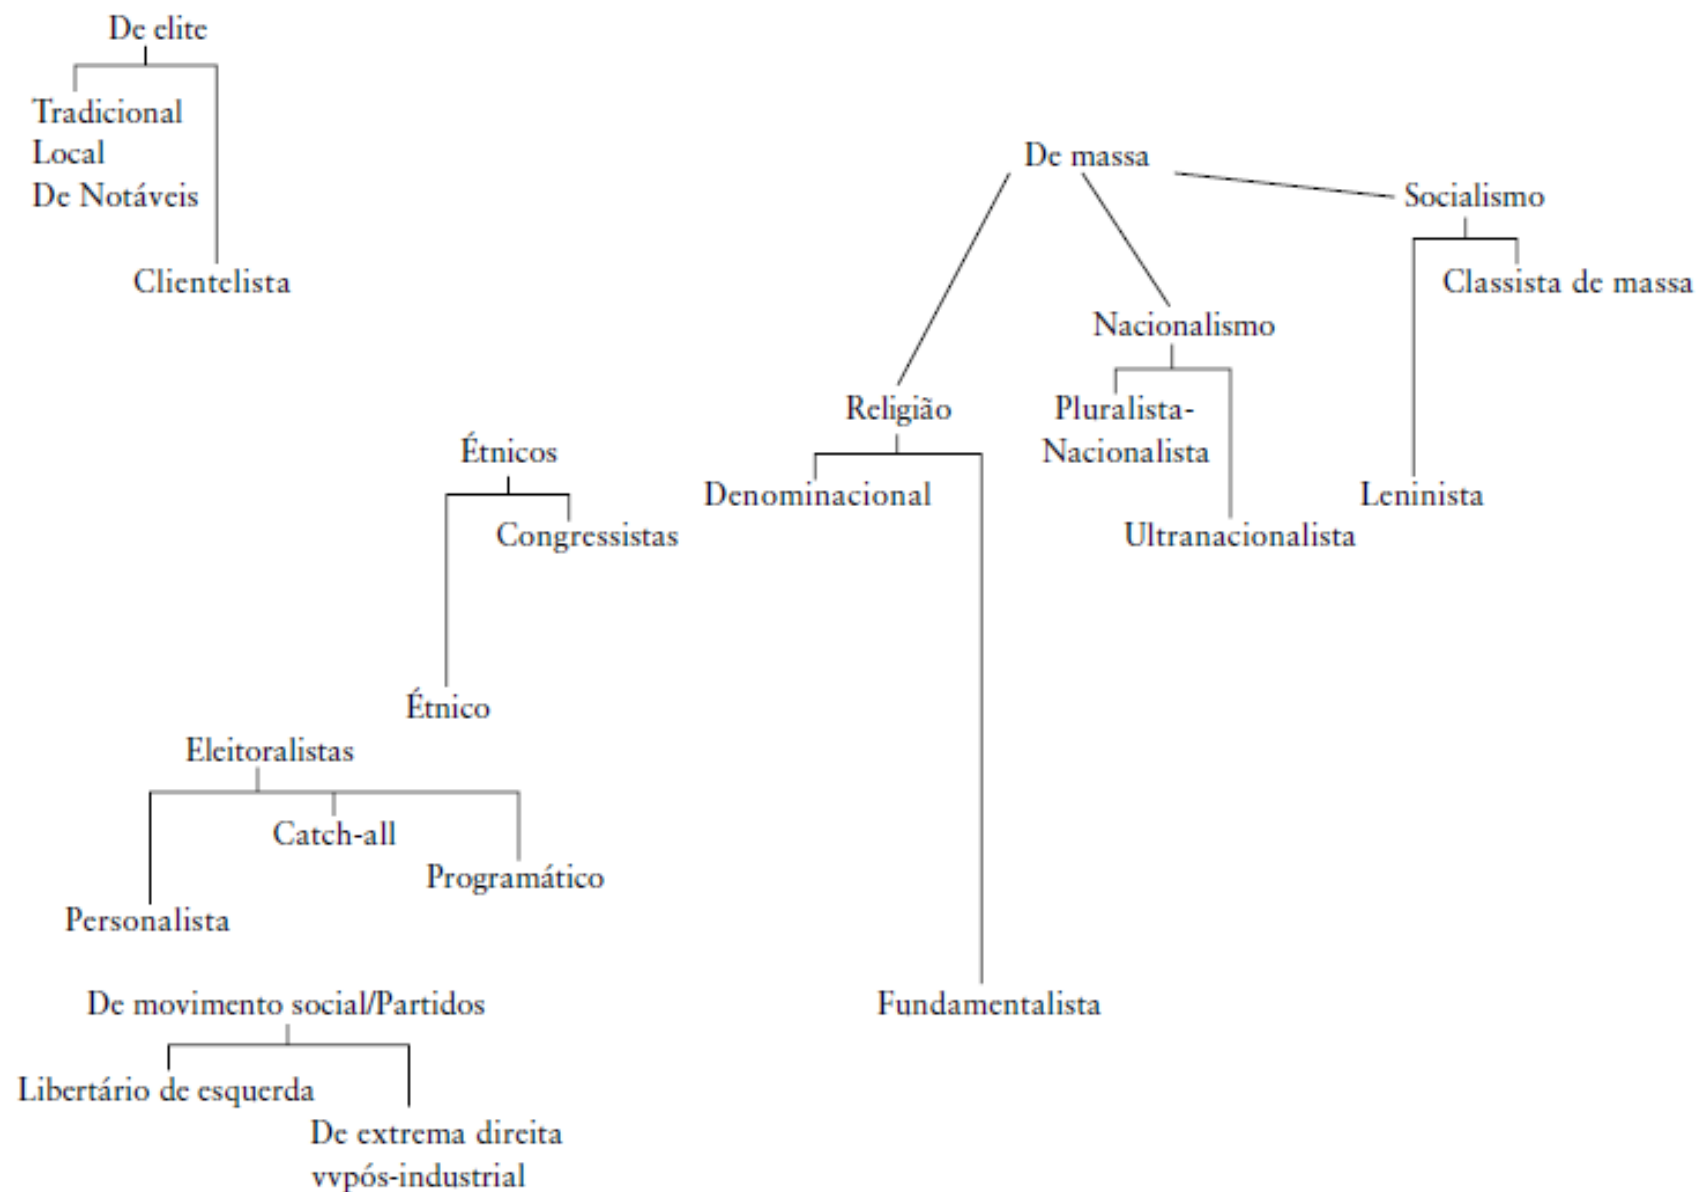 De elite
Tradicional
Local
De Notáveis
Clientelista
De massa
Socialismo
Classista de massa
Leninista
Nacionalismo
Pluralista-
Nacionalista
Ultranacionalista
Religião
Denominacional
Fundamentalista
Étnicos
Congressistas
Étnico
Eleitoralistas
Catch-all
Programático
Personalista
De movimento social/Partidos
Libertário de esquerda
De extrema direita
vvpós-industrial